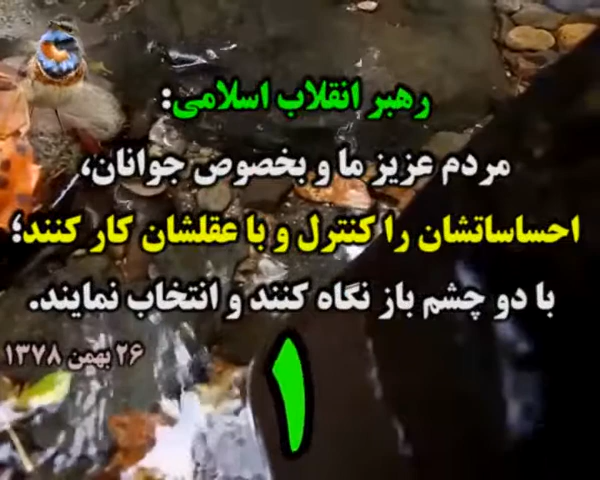 رهبر انقلاب اسلامی:
مردم عزیز ما و بخصوص جوانان،
احساساتشان را کنترل و با عقلشان کار کنند؛
با دو چشم باز نگاه کنند و انتخاب نمایند.
۲۶ بهمن ۱۳۷۸
۱